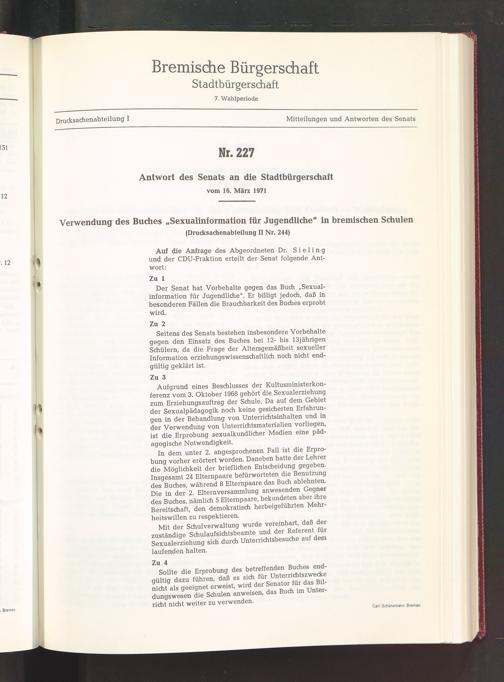 Bremische Bürgerschaft
Stadtbürgerschaft
7. Wahlperiode
Drucksachenabteilung I
Mitteilungen und Antworten des Senats
Nr. 227
Antwort des Senats an die Stadtbürgerschaft
vom 16. März 1971
Verwendung des Buches „Sexualinformation für Jugendliche" in bremischen Schulen
(Drucksachenabteilung II Nr. 244)
Auf die Anfrage des Abgeordneten Dr. Sieling
und der CDU-Fraktion erteilt der Senat folgende Ant-
wort:
Zu 1
Der Senat hat Vorbehalte gegen das Buch „Sexual-
information für Jugendliche". Er billigt jedoch, daß in
besonderen Fällen die Brauchbarkeit des Buches erprobt
wird.
Zu 2
Seitens des Senats bestehen insbesondere Vorbehalte
gegen den Einsatz des Buches bei 12- bis 13jährigen
Schülern, da die Frage der Altersgemäßheit sexueller
Information erziehungswissenschaftlich noch nicht end-
gültig geklärt ist.
Zu 3
Aufgrund eines Beschlusses der Kultusministerkon-
ferenz vom 3. Oktober 1968 gehört die Sexualerziehung
zum Erziehungsauftrag der Schule. Da auf dem Gebiet
der Sexualpädagogik noch keine gesicherten Erfahrun-
gen in der Behandlung von Unterrichtsinhalten und in
der Verwendung von Unterrichtsmaterialien vorliegen,
ist die Erprobung sexualkundlicher Medien eine päd-
agogische Notwendigkeit.
In dem unter 2. angesprochenen Fall ist die Erpro-
bung vorher erörtert worden. Daneben hatte der Lehrer
die Möglichkeit der brieflichen Entscheidung gegeben.
Insgesamt 24 Elternpaare befürworteten die Benutzung
des Buches, während 8 Elternpaare das Buch ablehnten.
Die in der 2. Elternversammlung anwesenden Gegner
des Buches, nämlich 5 Elternpaare, bekundeten aber ihre
Bereitschaft, den demokratisch herbeigeführten Mehr-
heitswillen zu respektieren.
Mit der Schulverwaltung wurde vereinbart, daß der
zuständige Schulaufsichtsbeamte und der Referent für
Sexualerziehung sich durch Unterrichtsbesuche auf dem
laufenden halten.
Zu 4
Sollte die Erprobung des betreffenden Buches end-
gültig dazu führen, daß es sich für Unterrichtszwecke
nicht als geeignet erweist, wird der Senator für das Bil-
dungswesen die Schulen anweisen, das Buch im Unter-
richt nicht weiter zu verwenden.
Carl Schünemann Bremen